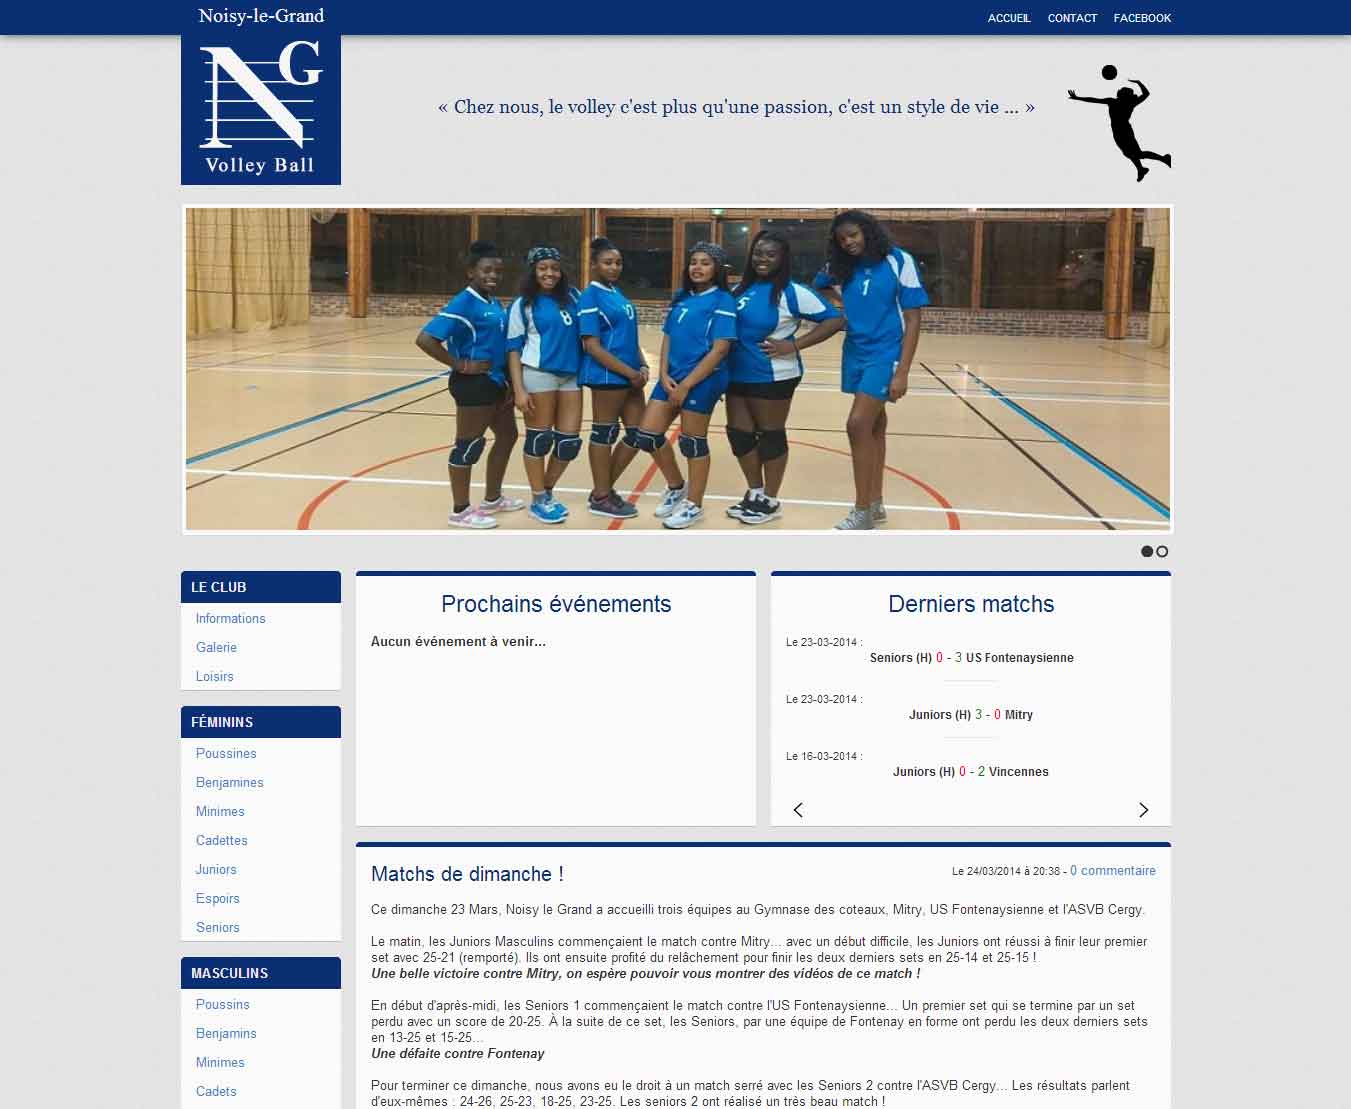 Noisy-le-Grand
ACCUEIL CONTACT FACEBOOK
NG
Volley Ball
« Chez nous, le volley c'est plus qu'une passion, c'est un style de vie ... »
8
7
5
1
LE CLUB
Informations
Galerie
Loisirs
FÉMININS
Poussines
Benjamines
Minimes
Cadettes
Juniors
Espoirs
Seniors
MASCULINS
Poussins
Benjamins
Minimes
Cadets
Prochains événements
Aucun événement à venir...
Derniers matchs
Le 23-03-2014 :
Seniors (H) 0 - 3 US Fontenaysienne
Le 23-03-2014 :
Juniors (H) 3 - 0 Mitry
Le 16-03-2014 :
Juniors (H) 0 - 2 Vincennes
Matchs de dimanche !
Le 24/03/2014 à 20:38 - 0 commentaire
Ce dimanche 23 Mars, Noisy le Grand a accueilli trois équipes au Gymnase des coteaux, Mitry, US Fontenaysienne et l'ASVB Cergy.
Le matin, les Juniors Masculins commençaient le match contre Mitry... avec un début difficile, les Juniors ont réussi à finir leur premier
set avec 25-21 (remporté). Ils ont ensuite profité du relâchement pour finir les deux derniers sets en 25-14 et 25-15 !
Une belle victoire contre Mitry, on espère pouvoir vous montrer des vidéos de ce match !
En début d'après-midi, les Seniors 1 commençaient le match contre l'US Fontenaysienne... Un premier set qui se termine par un set
perdu avec un score de 20-25. À la suite de ce set, les Seniors, par une équipe de Fontenay en forme ont perdu les deux derniers sets
en 13-25 et 15-25...
Une défaite contre Fontenay
Pour terminer ce dimanche, nous avons eu le droit à un match serré avec les Seniors 2 contre l'ASVB Cergy... Les résultats parlent
d'eux-mêmes : 24-26, 25-23, 18-25, 23-25. Les seniors 2 ont réalisé un très beau match !